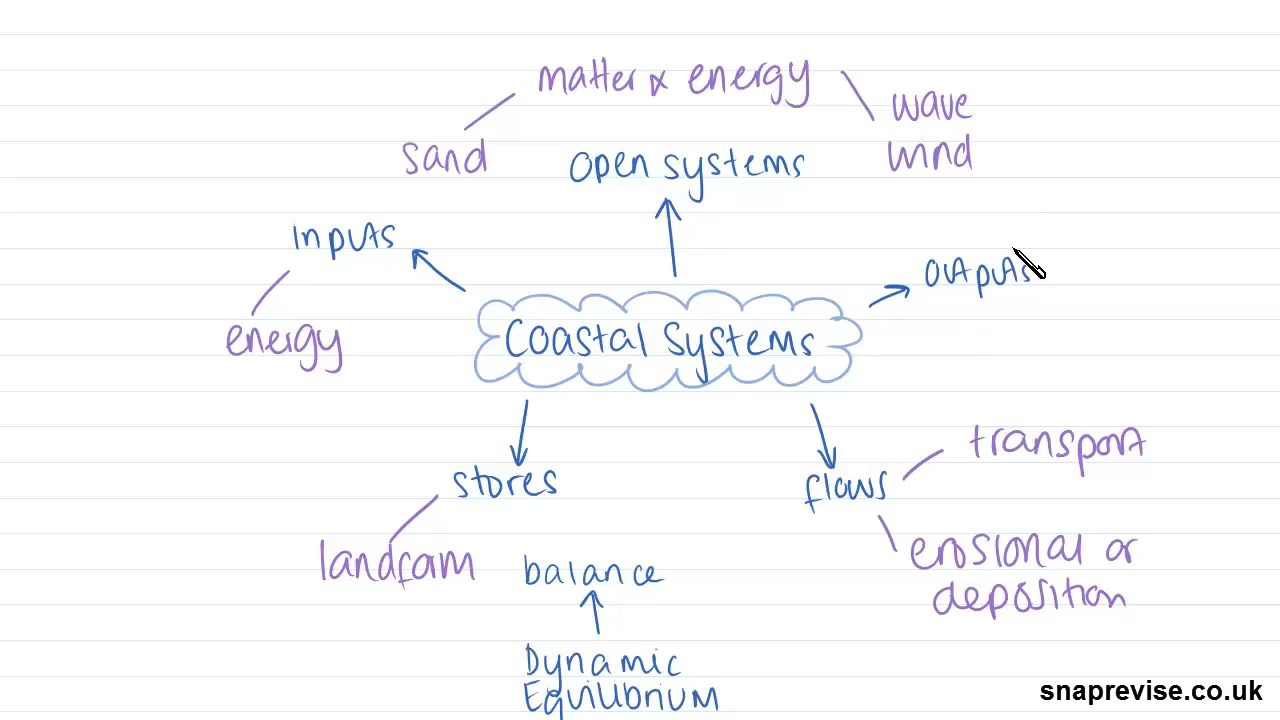 matter & energy
wave
wind
sand
open systems
inputs
outputs
energy
Coastal Systems
transport
stores
flows
erosional or
deposition
landform
balance
Dynamic
Equilibrium
snaprevise.co.uk